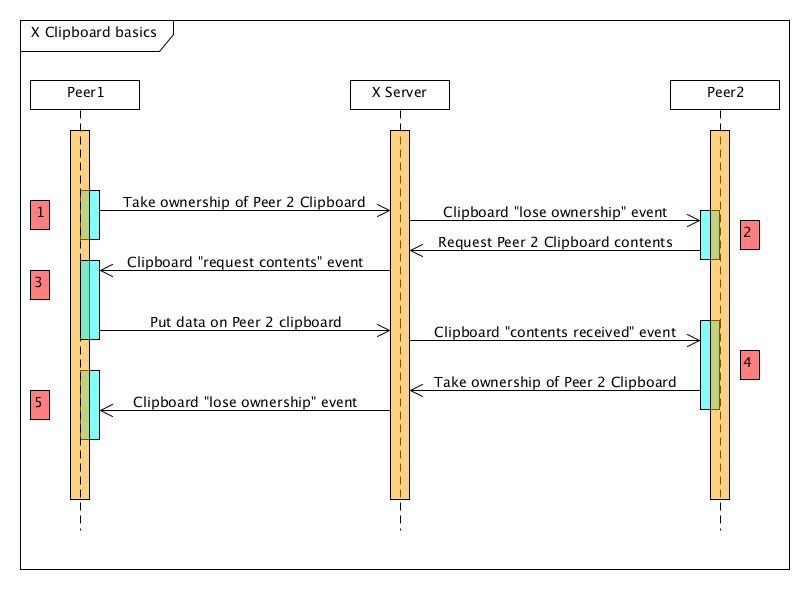 X Clipboard basics
Peer1
X Server
Peer2
1
Take ownership of Peer 2 Clipboard
Clipboard "lose ownership" event
2
Request Peer 2 Clipboard contents
Clipboard "request contents" event
3
Put data on Peer 2 clipboard
Clipboard "contents received" event
4
Take ownership of Peer 2 Clipboard
5
Clipboard "lose ownership" event